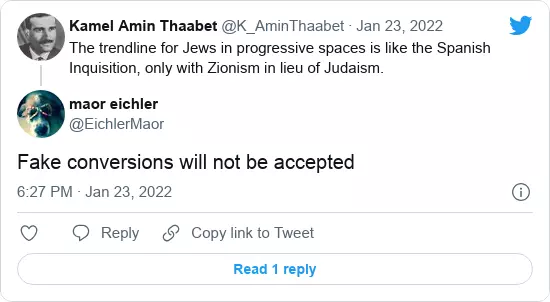 Kamel Amin Thaabet @K_AminThaabet · Jan 23, 2022
The trendline for Jews in progressive spaces is like the Spanish
Inquisition, only with Zionism in lieu of Judaism.
maor eichler
@EichlerMaor
Fake conversions will not be accepted
6:27 PM · Jan 23, 2022
Reply
Copy link to Tweet
Read 1 reply